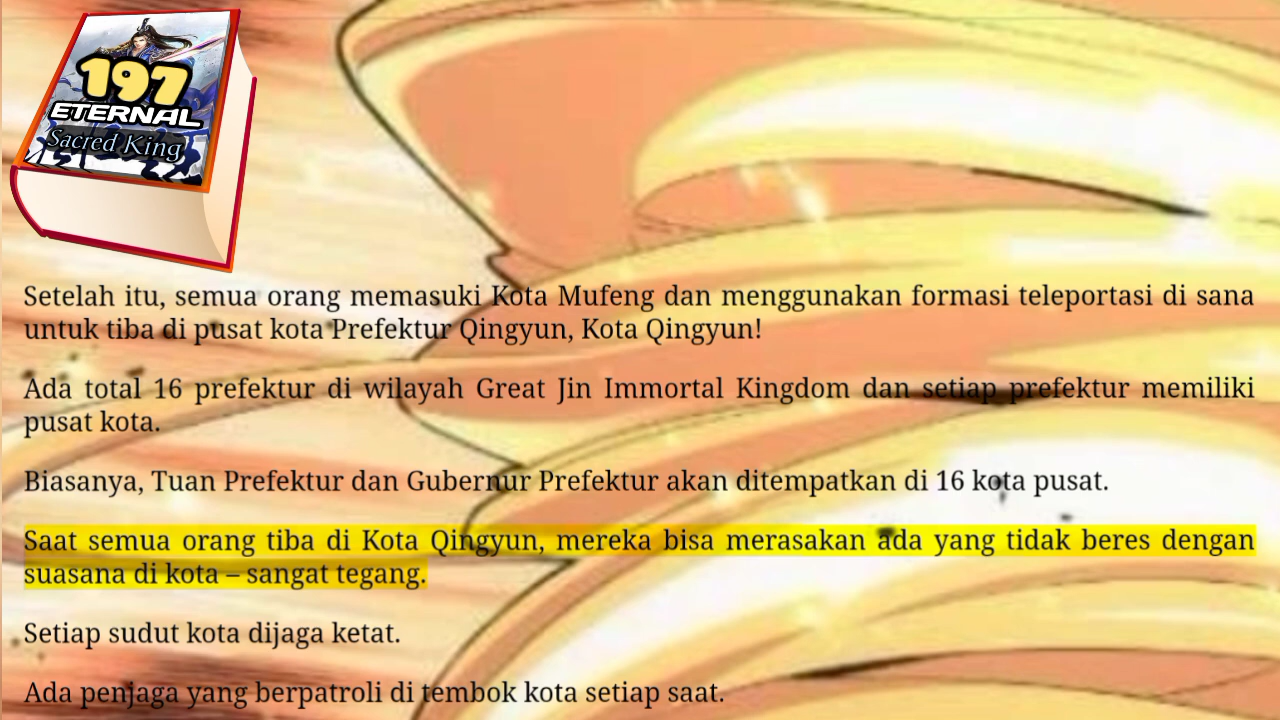 197
ETERNAL
Sacred King
Setelah itu, semua orang memasuki Kota Mufeng dan menggunakan formasi teleportasi di sana
untuk tiba di pusat kota Prefektur Qingyun, Kota Qingyun!
Ada total 16 prefektur di wilayah Great Jin Immortal Kingdom dan setiap prefektur memiliki
pusat kota.
Biasanya, Tuan Prefektur dan Gubernur Prefektur akan ditempatkan di 16 kota pusat.
Saat semua orang tiba di Kota Qingyun, mereka bisa merasakan ada yang tidak beres dengan
suasana di kota – sangat tegang.
Setiap sudut kota dijaga ketat.
Ada penjaga yang berpatroli di tembok kota setiap saat.